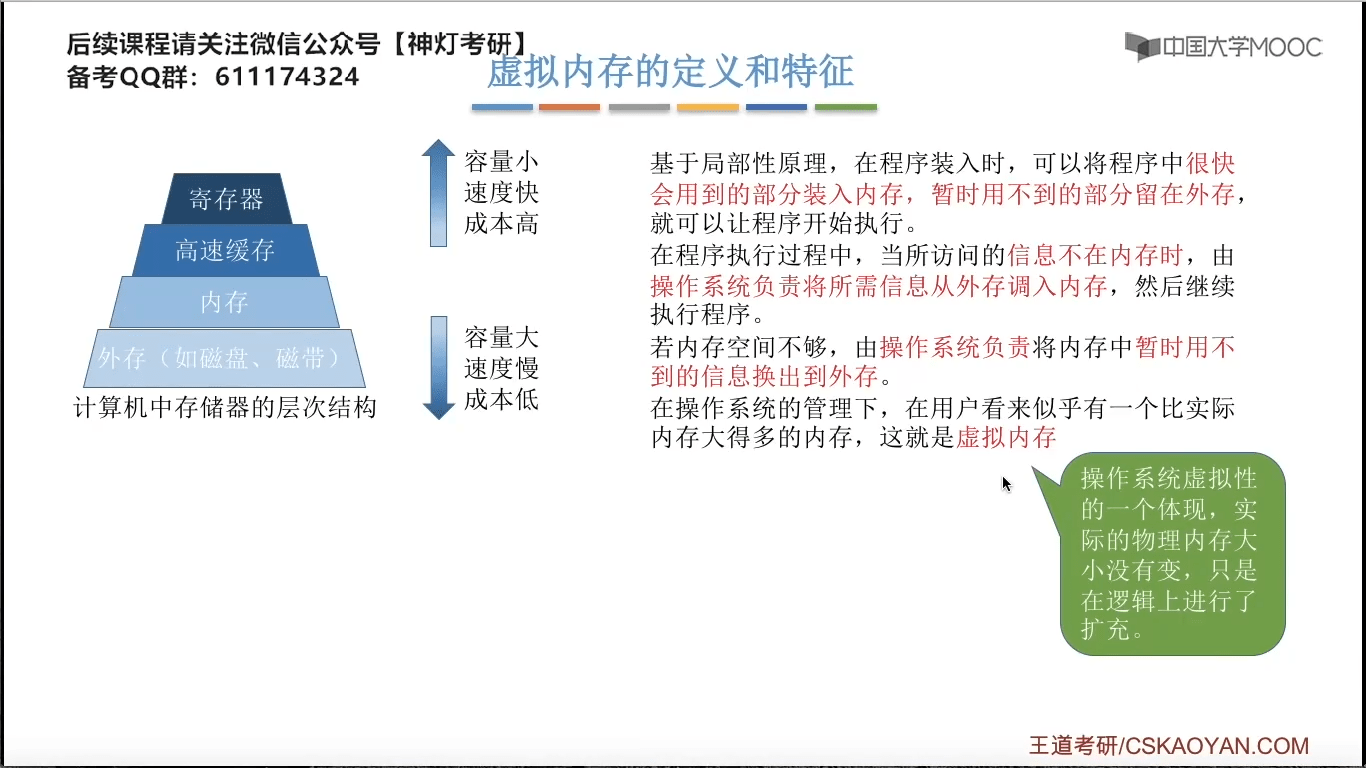 后续课程请关注微信公众号【神灯考研】
备考QQ群：611174324
虚拟内存的定义和特征
中国大学MOOC
寄存器
高速缓存
内存
外存（如磁盘、磁带）
计算机中存储器的层次结构
容量小
速度快
成本高
容量大
速度慢
成本低
基于局部性原理，在程序装入时，可以将程序中很快
会用到的部分装入内存，暂时用不到的部分留在外存，
就可以让程序开始执行。
在程序执行过程中，当所访问的信息不在内存时，由
操作系统负责将所需信息从外存调入内存，然后继续
执行程序。
若内存空间不够，由操作系统负责将内存中暂时用不
到的信息换出到外存。
在操作系统的管理下，在用户看来似乎有一个比实际
内存大得多的内存，这就是虚拟内存
操作系统虚拟性
的一个体现，实
际的物理内存大
小没有变，只是
在逻辑上进行了
扩充。
王道考研/CSKAOYAN.COM